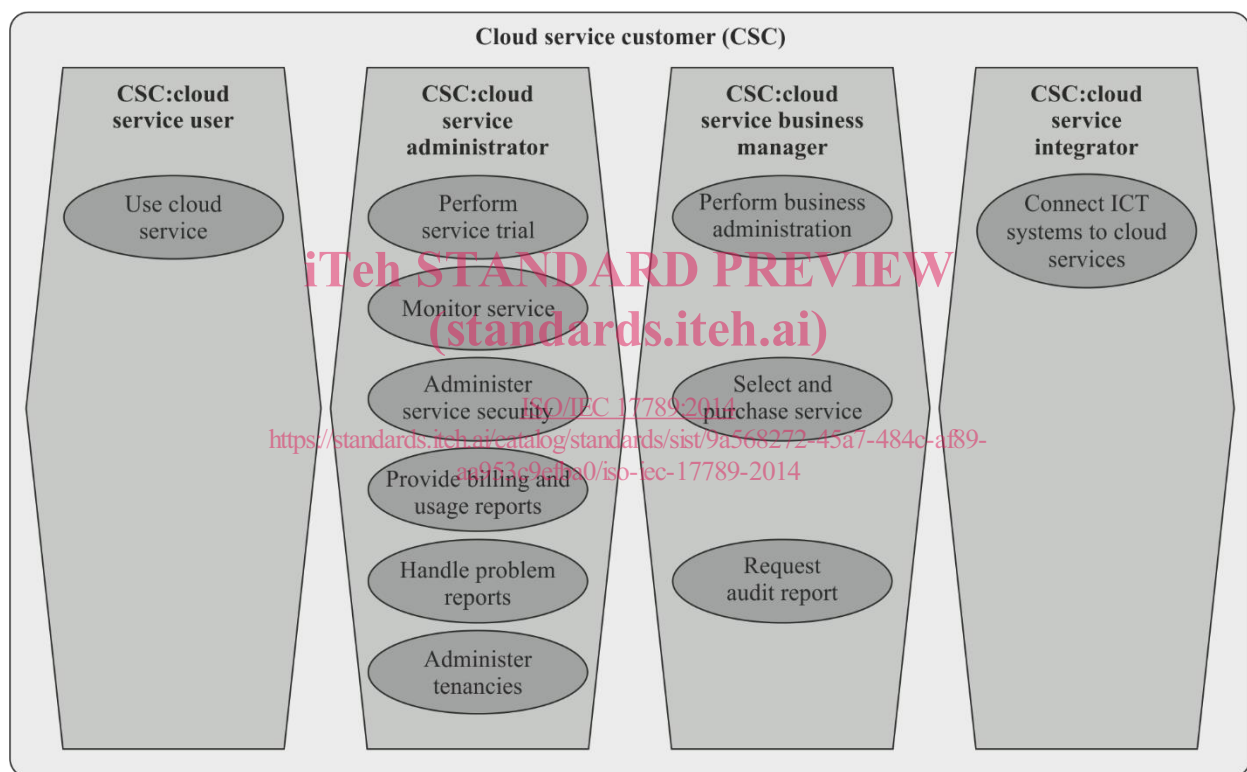 Cloud service customer (CSC)
CSC:cloud
service user
Use cloud
service
CSC:cloud
service
administrator
Perform
service trial
Monitor service
Administer
service security
Provide billing and
usage reports
Handle problem
reports
Administer
tenancies
CSC:cloud
service business
manager
Perform business
administration
Select and
purchase service
Request
audit report
CSC:cloud
service
integrator
Connect ICT
systems to cloud
services
iTeh STANDARD PREVIEW
(standards.iteh.ai)
ISO/IEC 17789:2014
https://standards.iteh.ai/catalog/standards/sist/9a568272-45a7-484c-af89-